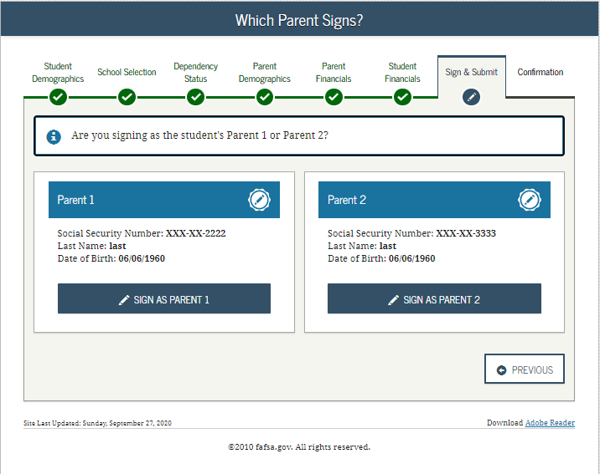 Which Parent Signs?
Student Demographics
School Selection
Dependency Status
Parent Demographics
Parent Financials
Student Financials
Sign & Submit
Confirmation
Are you signing as the student's Parent 1 or Parent 2?
Parent 1
Social Security Number: XXX-XX-2222
Last Name: last
Date of Birth: 06/06/1960
SIGN AS PARENT 1
Parent 2
Social Security Number: XXX-XX-3333
Last Name: last
Date of Birth: 06/06/1960
SIGN AS PARENT 2
PREVIOUS
Site Last Updated: Sunday, September 27, 2020
Download Adobe Reader
©2010 fafsa.gov. All rights reserved.